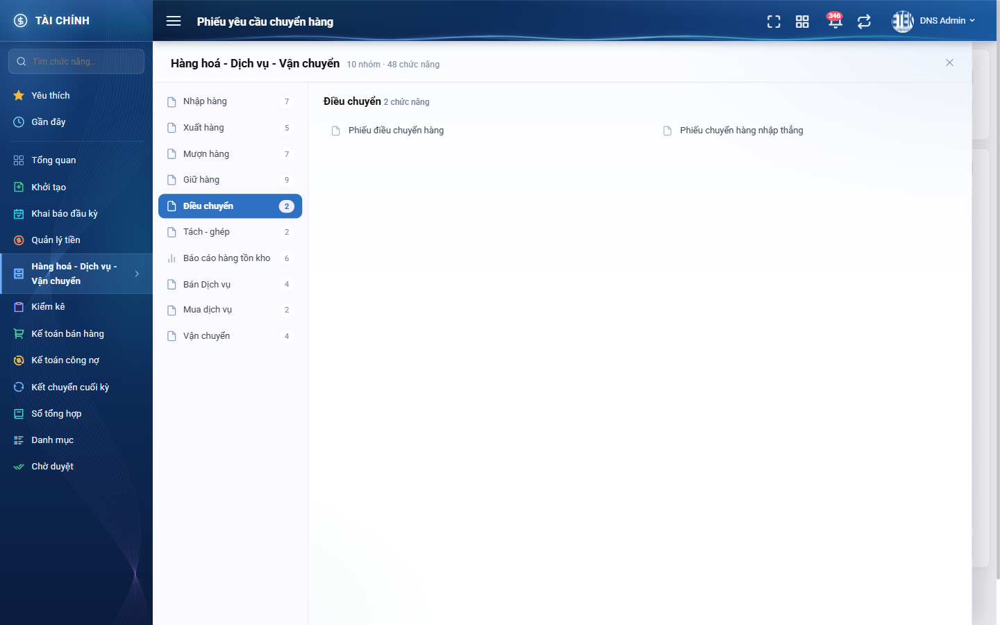 TÀI CHÍNH
Phiếu yêu cầu chuyển hàng
346
DNS Admin
Tìm chức năng...
Yêu thích
Gần đây
Tổng quan
Khởi tạo
Khai báo đầu kỳ
Quản lý tiền
Hàng hoá - Dịch vụ -
Vận chuyển
Kiểm kê
Kế toán bán hàng
Kế toán công nợ
Kết chuyển cuối kỳ
Sổ tổng hợp
Danh mục
Chờ duyệt
Hàng hoá - Dịch vụ - Vận chuyển 10 nhóm · 48 chức năng
Nhập hàng 7
Xuất hàng 5
Mượn hàng 7
Giữ hàng 9
Điều chuyển 2
Tách - ghép 2
Báo cáo hàng tồn kho 6
Bán Dịch vụ 4
Mua dịch vụ 2
Vận chuyển 4
Điều chuyển 2 chức năng
Phiếu điều chuyển hàng
Phiếu chuyển hàng nhập thẳng